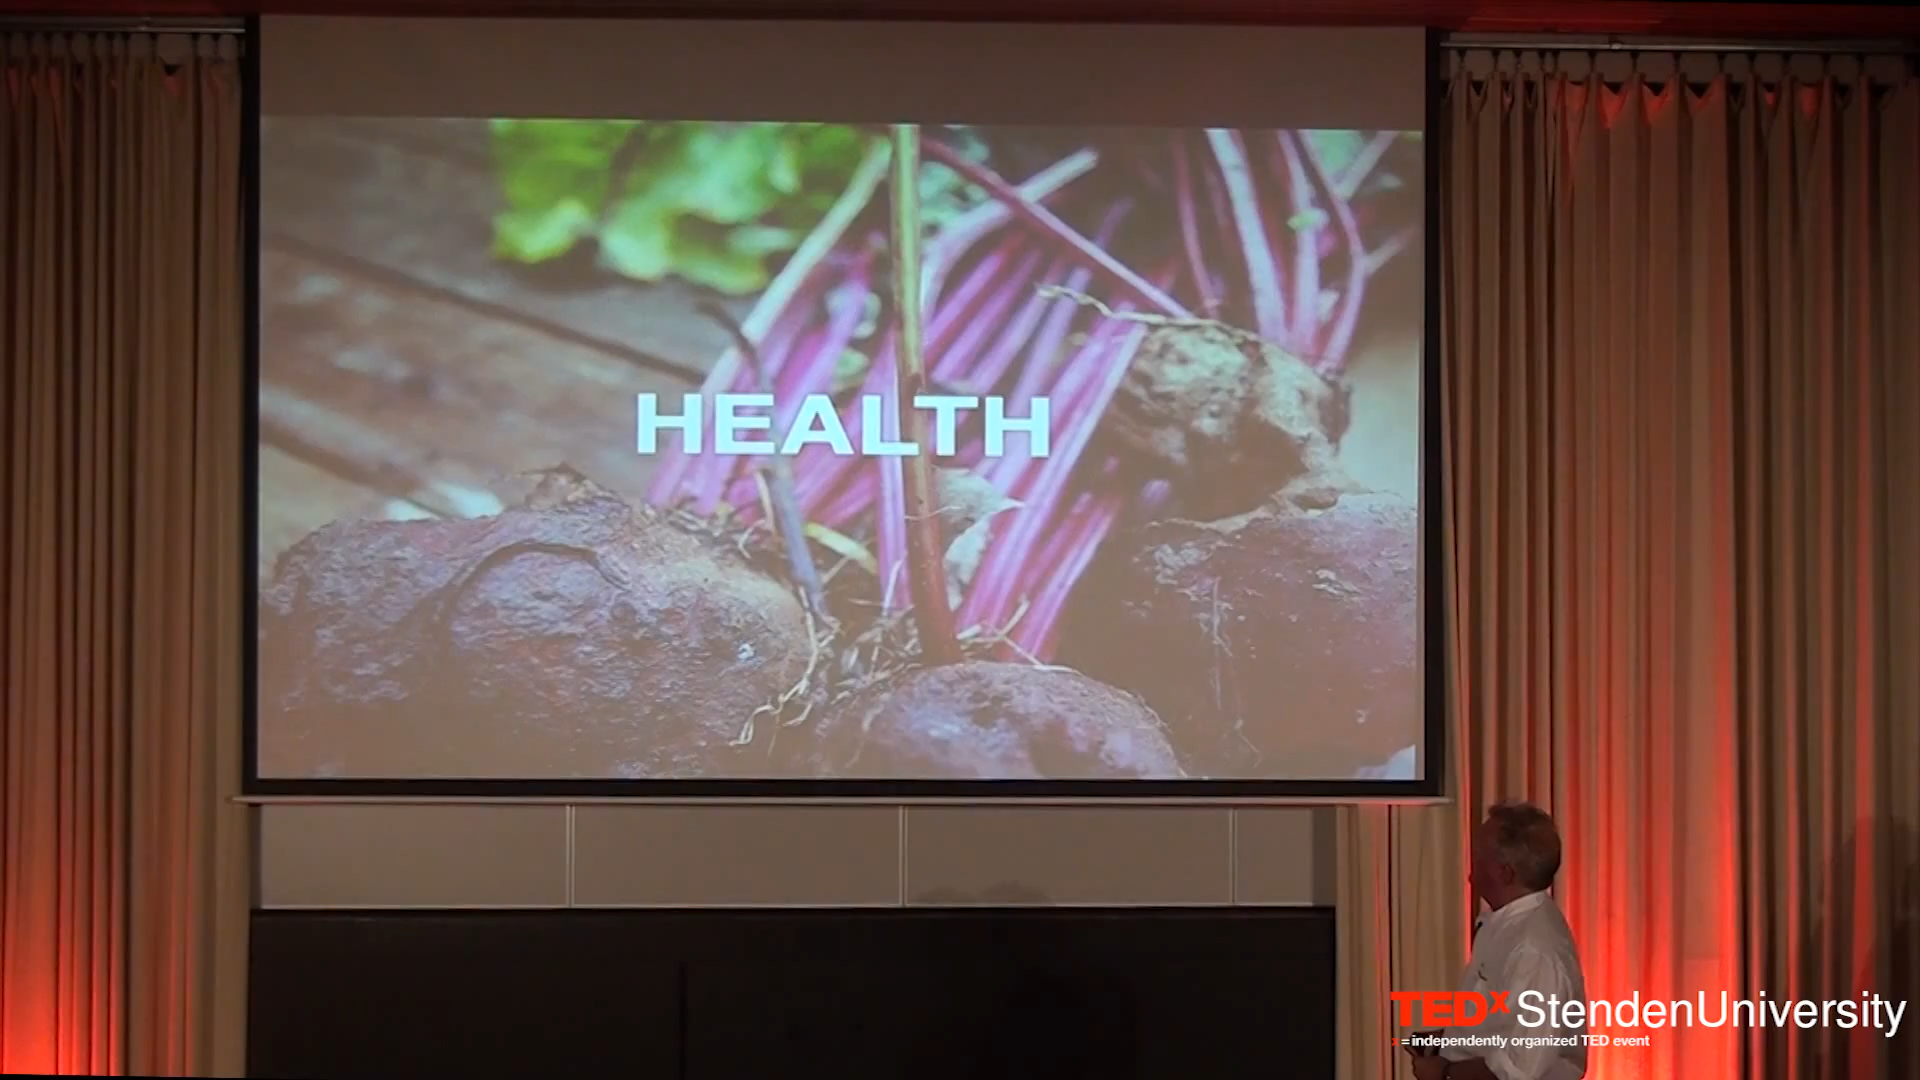 HEALTH
TEDx StendenUniversity
x = independently organized TED event